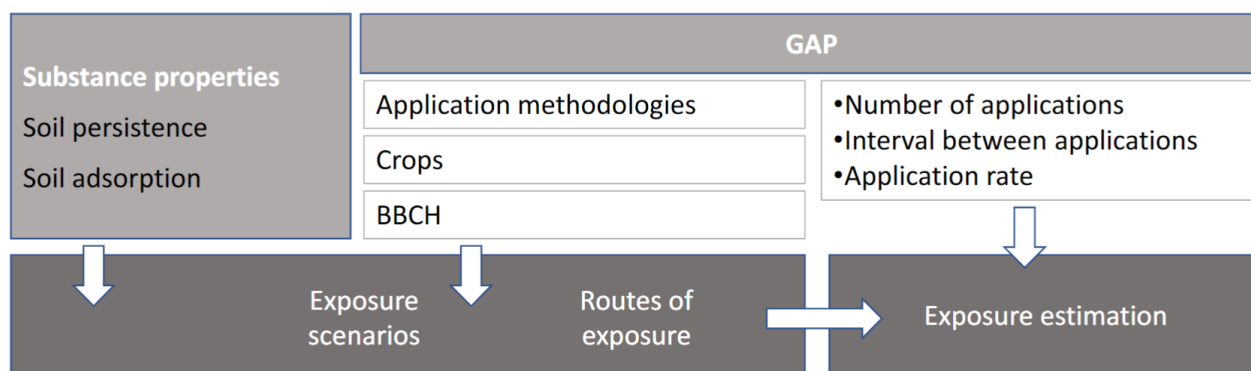 GAP
Substance properties
Soil persistence
Soil adsorption
Application methodologies
Crops
BBCH
•Number of applications
•Interval between applications
•Application rate
Exposure
scenarios
Routes of
exposure
Exposure estimation